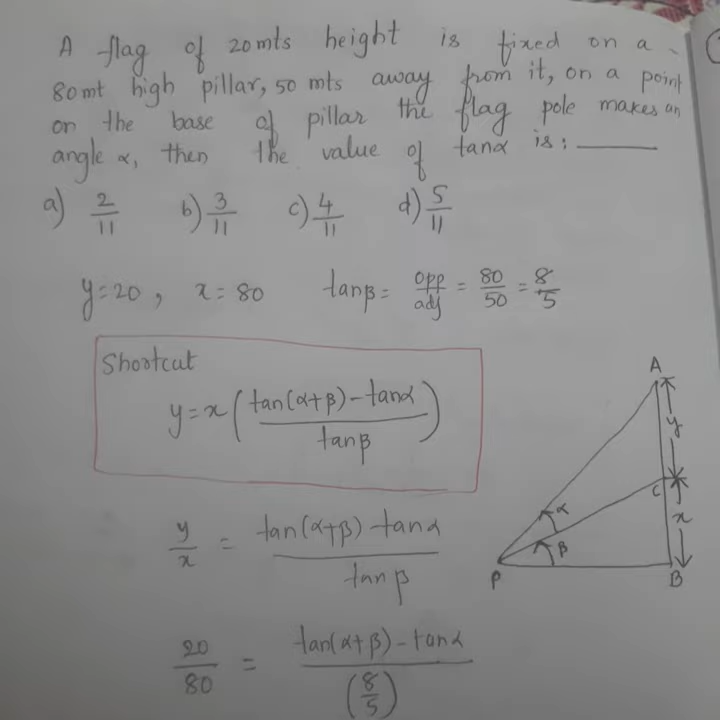 A flag of 20mts height is fixed on a
80mt high pillar, 50 mts away from it, on a point
on the base of pillar the flag pole makes an
angle α, then the value of tanα is: ______
a) 2/11 b) 3/11 c) 4/11 d) 5/11
y=20, x=80 tanβ = opp/adj = 80/50 = 8/5
Shortcut
y=x(tan(α+β)-tanα/tanβ)
A
y
C
x
α
β
P
B
y/x = tan(α+β)-tanα/tanβ
20/80 = tan(α+β)-tanα/(8/5)